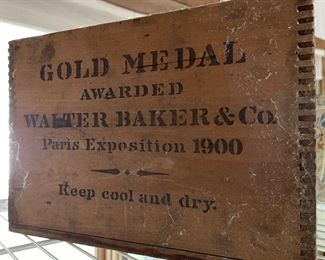 GOLD MEDAL
AWARDED
WALTER BAKER & Co.
Paris Exposition 1900
Keep cool and dry.